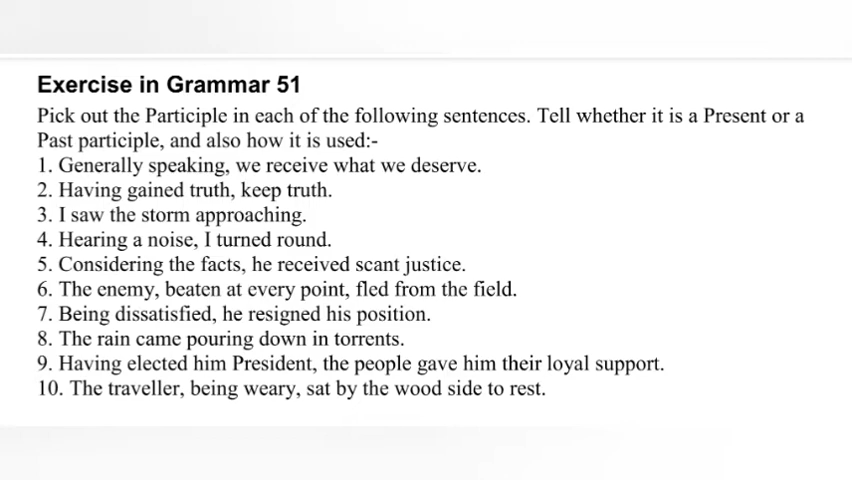 Exercise in Grammar 51
Pick out the Participle in each of the following sentences. Tell whether it is a Present or a
Past participle, and also how it is used:-
1. Generally speaking, we receive what we deserve.
2. Having gained truth, keep truth.
3. I saw the storm approaching.
4. Hearing a noise, I turned round.
5. Considering the facts, he received scant justice.
6. The enemy, beaten at every point, fled from the field.
7. Being dissatisfied, he resigned his position.
8. The rain came pouring down in torrents.
9. Having elected him President, the people gave him their loyal support.
10. The traveller, being weary, sat by the wood side to rest.